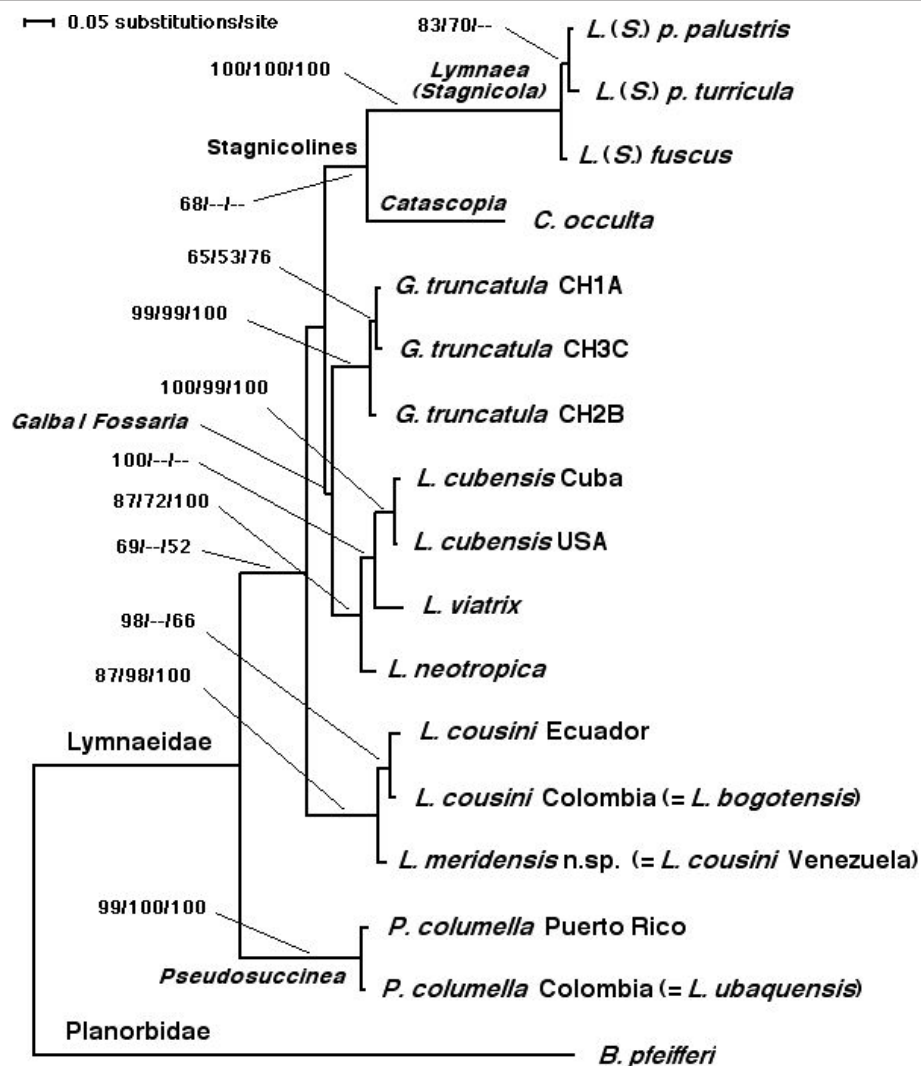 0.05 substitutions/site
83/70/--
L. (S.) p. palustris
100/100/100
Lymnaea
(Stagnicola)
L. (S.) p. turricula
Stagnicolines
L. (S.) fuscus
68/--/--
Catascopia
C. occulta
65/53/76
G. truncatula CH1A
99/99/100
G. truncatula CH3C
100/99/100
G. truncatula CH2B
Galba / Fossaria
100/--/--
L. cubensis Cuba
87/72/100
69/--/52
L. cubensis USA
L. viatrix
98/--/66
L. neotropica
87/98/100
L. cousini Ecuador
Lymnaeidae
L. cousini Colombia (= L. bogotensis)
L. meridensis n.sp. (= L. cousini Venezuela)
99/100/100
P. columella Puerto Rico
Pseudosuccinea
P. columella Colombia (= L. ubaquensis)
Planorbidae
B. pfeifferi